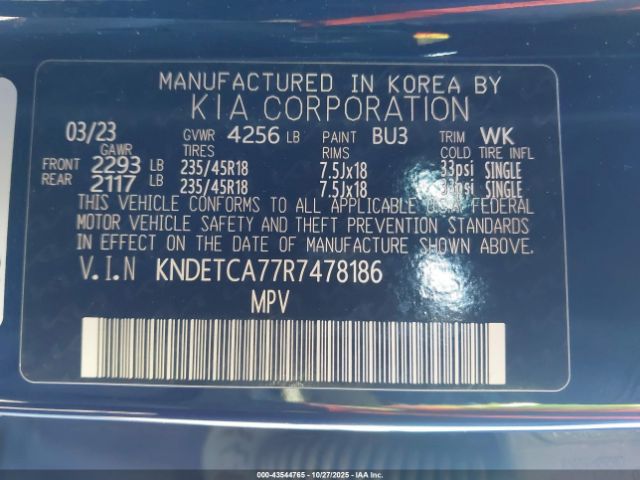 MANUFACTURED IN KOREA BY
KIA CORPORATION
03/23 GVWR 4256 LB PAINT BU3 TRIM WK
GAWR TIRES RIMS COLD TIRE INFL
FRONT 2293 LB 235/45R18 7.5Jx18 33psi SINGLE
REAR 2117 LB 235/45R18 7.5Jx18 33psi SINGLE
THIS VEHICLE CONFORMS TO ALL APPLICABLE U.S.A. FEDERAL
MOTOR VEHICLE SAFETY AND THEFT PREVENTION STANDARDS
IN EFFECT ON THE DATE OF MANUFACTURE SHOWN ABOVE.
V.I.N KNDETCA77R7478186
MPV
000-43544765 | 10/27/2025 | Copyright © IAA, LLC